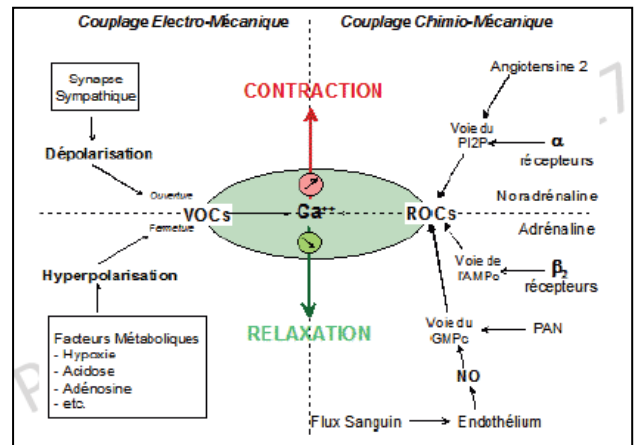 Couplage Electro-Mécanique
Couplage Chimio-Mécanique
Synapse
Sympathique
Dépolarisation
Ouverture
VOCs
Fermeture
Hyperpolarisation
Facteurs Métaboliques
- Hypoxie
- Acidose
- Adénosine
- etc.
CONTRACTION
Ca++
RELAXATION
Angiotensine 2
Voie du
PI2P
α
récepteurs
Noradrénaline
ROCs
Adrénaline
Voie de
l'AMPc
β2
récepteurs
Voie du
GMPc
PAN
NO
Flux Sanguin
Endothélium